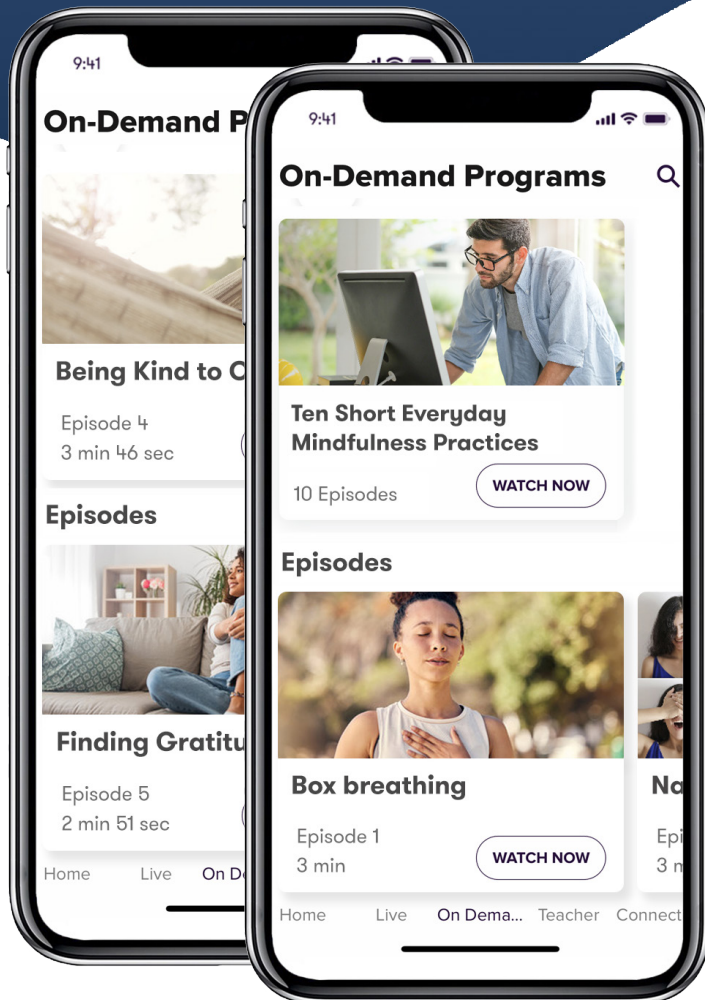 9:41
On-Demand P
Being Kind to
Episode 4
3 min 46 sec
Episodes
Finding Gratitu
Episode 5
2 min 51 sec
Home Live On De
9:41
On-Demand Programs
Ten Short Everyday
Mindfulness Practices
10 Episodes
WATCH NOW
Episodes
Box breathing
Episode 1
3 min
WATCH NOW
Na
Epi
3 m
Home Live On Dema... Teacher Connect